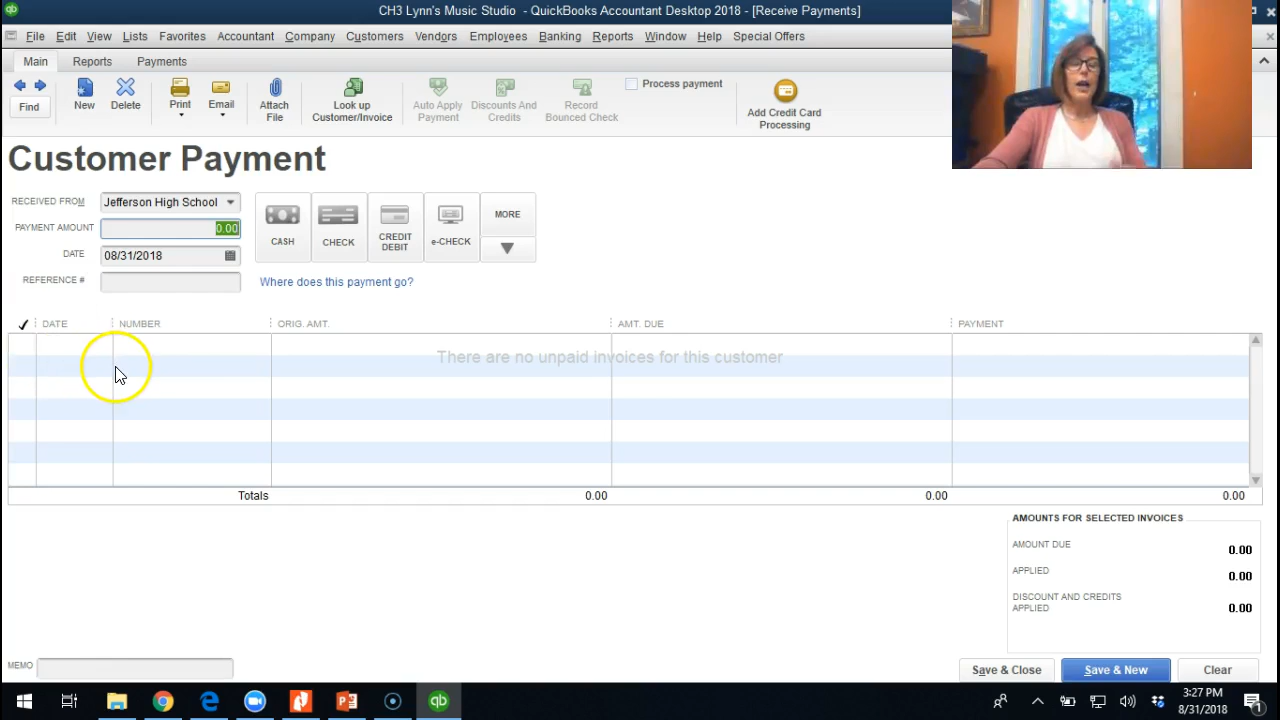 CH3 Lynn's Music Studio - QuickBooks Accountant Desktop 2018 - [Receive Payments]
File Edit View Lists Favorites Accountant Company Customers Vendors Employees Banking Reports Window Help Special Offers
Main Reports Payments
Find New Delete Print Email Attach File Look up Customer/Invoice Auto Apply Payment Discounts And Credits Record Bounced Check Process payment Add Credit Card Processing
Customer Payment
RECEIVED FROM Jefferson High School
PAYMENT AMOUNT 0.00
DATE 08/31/2018
REFERENCE #
CASH CHECK CREDIT DEBIT e-CHECK MORE
Where does this payment go?
DATE NUMBER ORIG. AMT. AMT. DUE PAYMENT
There are no unpaid invoices for this customer
Totals 0.00 0.00 0.00
AMOUNTS FOR SELECTED INVOICES
AMOUNT DUE 0.00
APPLIED 0.00
DISCOUNT AND CREDITS APPLIED 0.00
MEMO
Save & Close Save & New Clear
qb
3:27 PM
8/31/2018
1